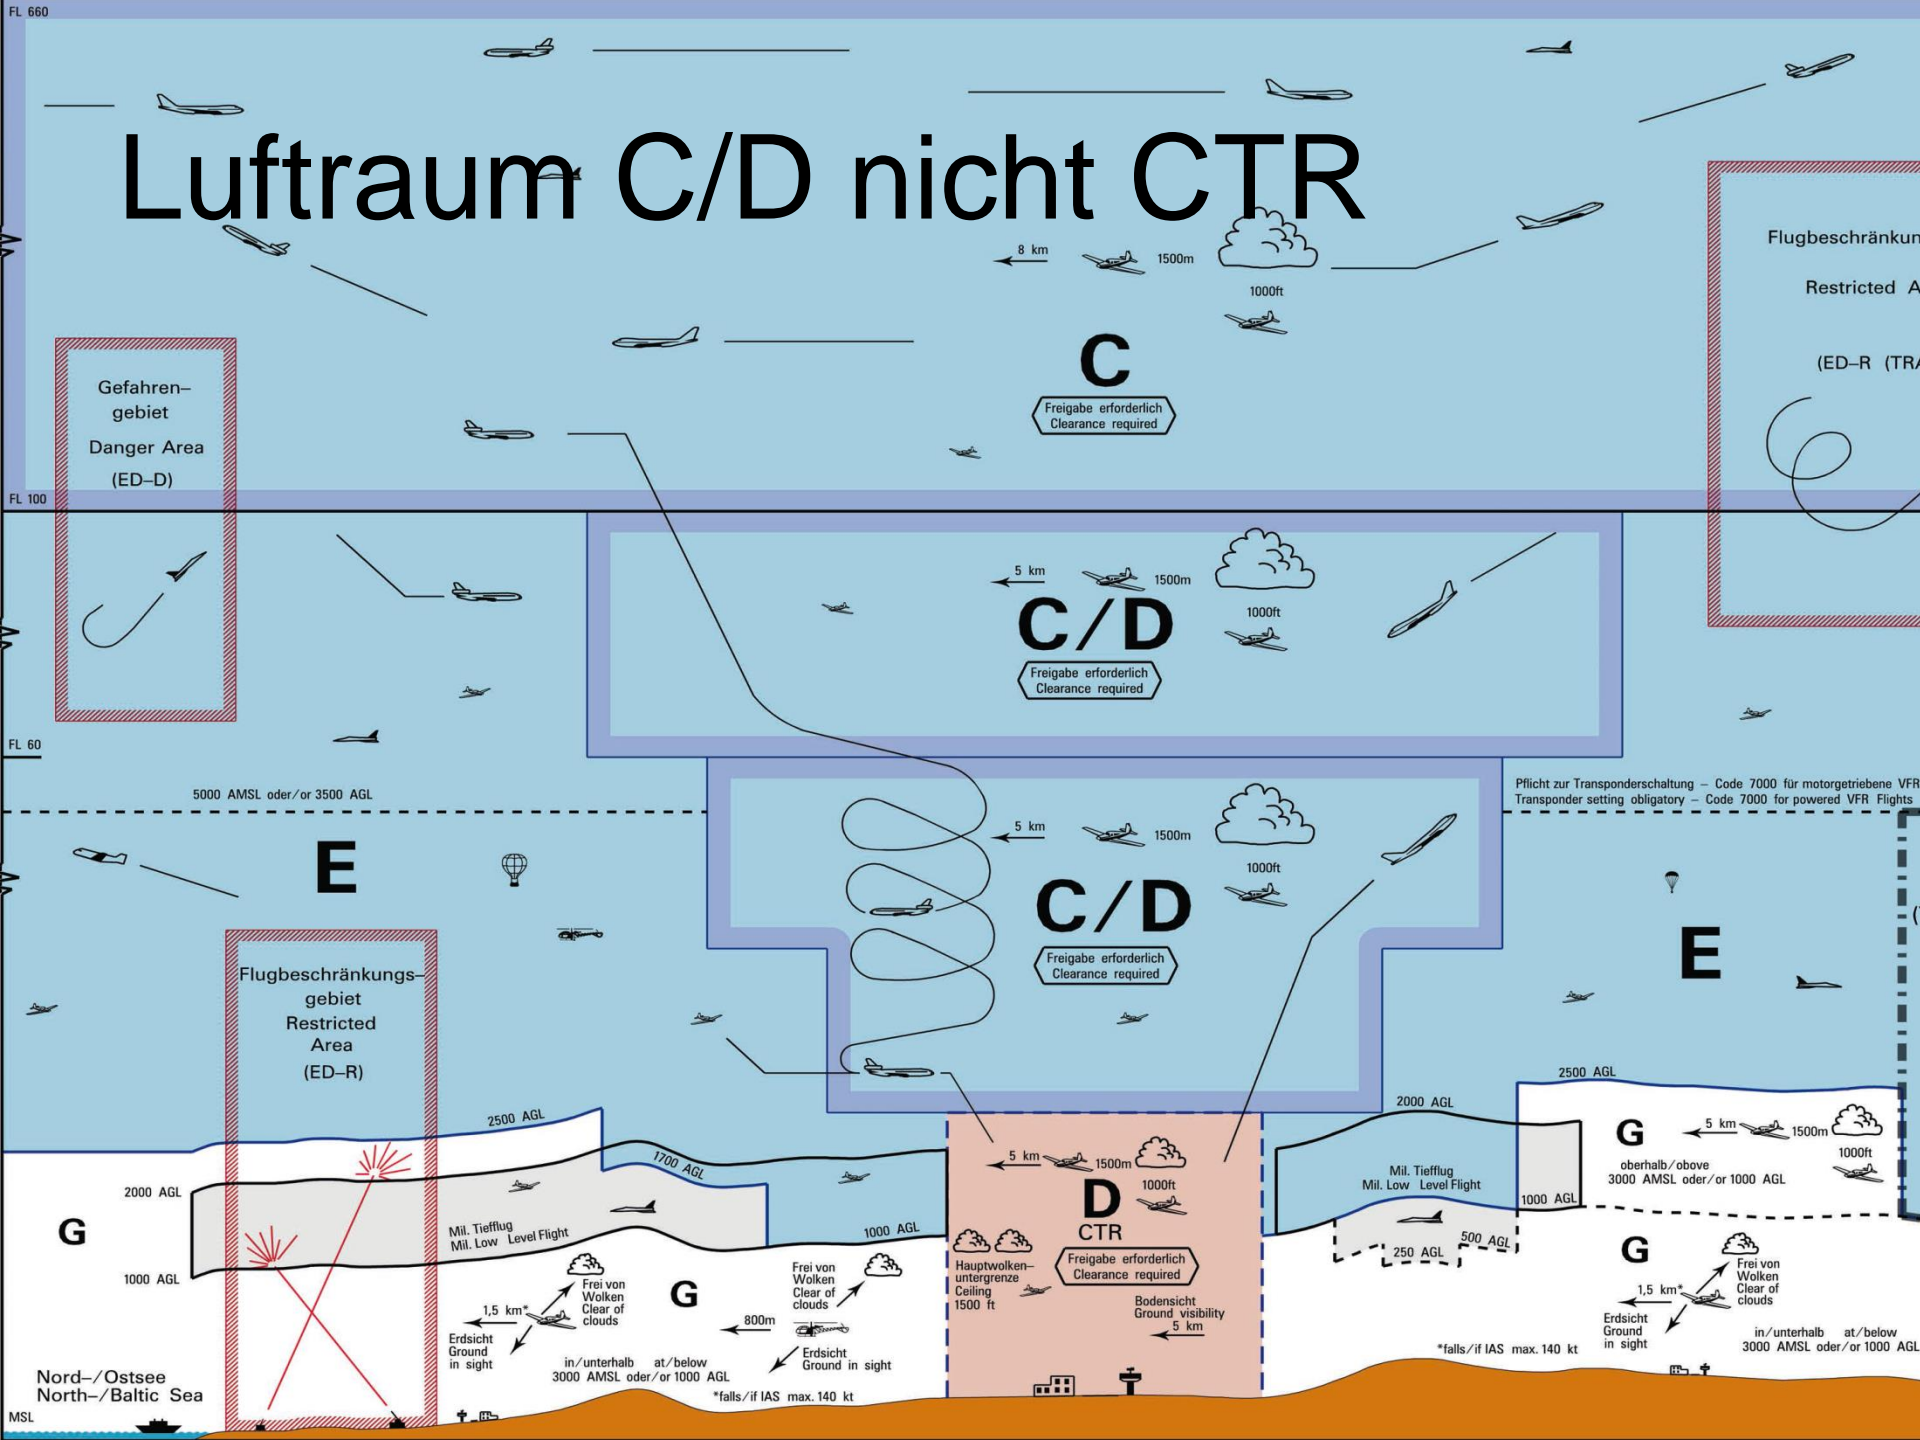 FL 660
Luftraum C/D nicht CTR
8 km
1500m
1000ft
C
Freigabe erforderlich
Clearance required
Flugbeschränkun
Restricted A
(ED–R (TRA
Gefahren–
gebiet
Danger Area
(ED–D)
FL 100
5 km
1500m
1000ft
C/D
Freigabe erforderlich
Clearance required
FL 60
5000 AMSL oder/or 3500 AGL
Pflicht zur Transponderschaltung – Code 7000 für motorgetriebene VFR
Transponder setting obligatory – Code 7000 for powered VFR Flights
5 km
1500m
1000ft
C/D
Freigabe erforderlich
Clearance required
E
E
Flugbeschränkungs–
gebiet
Restricted
Area
(ED–R)
2500 AGL
2500 AGL
2000 AGL
1700 AGL
2000 AGL
1000 AGL
Mil. Tiefflug
Mil. Low Level Flight
1000 AGL
G
5 km
1500m
1000ft
D
CTR
Freigabe erforderlich
Clearance required
Hauptwolken–
untergrenze
Ceiling
1500 ft
Bodensicht
Ground visibility
5 km
Mil. Tiefflug
Mil. Low Level Flight
1000 AGL
500 AGL
250 AGL
G
5 km
1500m
1000ft
oberhalb/obove
3000 AMSL oder/or 1000 AGL
G
1,5 km*
Frei von
Wolken
Clear of
clouds
Erdsicht
Ground
in sight
in/unterhalb at/below
3000 AMSL oder/or 1000 AGL
800m
Frei von
Wolken
Clear of
clouds
Erdsicht
Ground in sight
*falls/if IAS max. 140 kt
G
1,5 km*
Frei von
Wolken
Clear of
clouds
Erdsicht
Ground
in sight
*falls/if IAS max. 140 kt
in/unterhalb at/below
3000 AMSL oder/or 1000 AGL
Nord–/Ostsee
North–/Baltic Sea
MSL